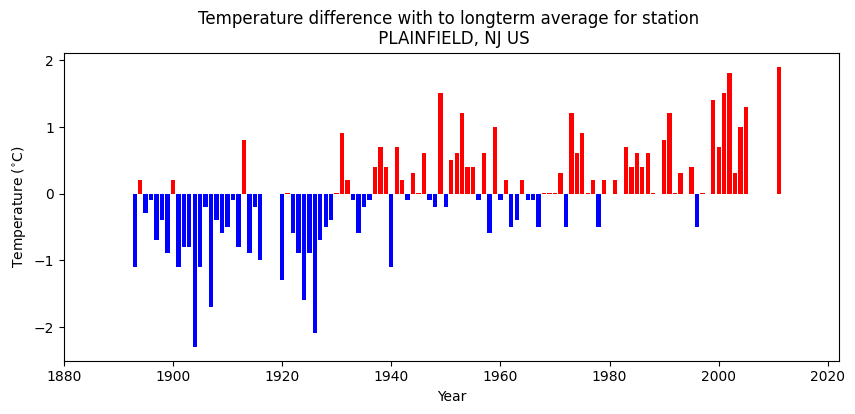 Temperature difference with to longterm average for station
PLAINFIELD, NJ US
2
1
0
−1
−2
Temperature (°C)
1880 1900 1920 1940 1960 1980 2000 2020
Year